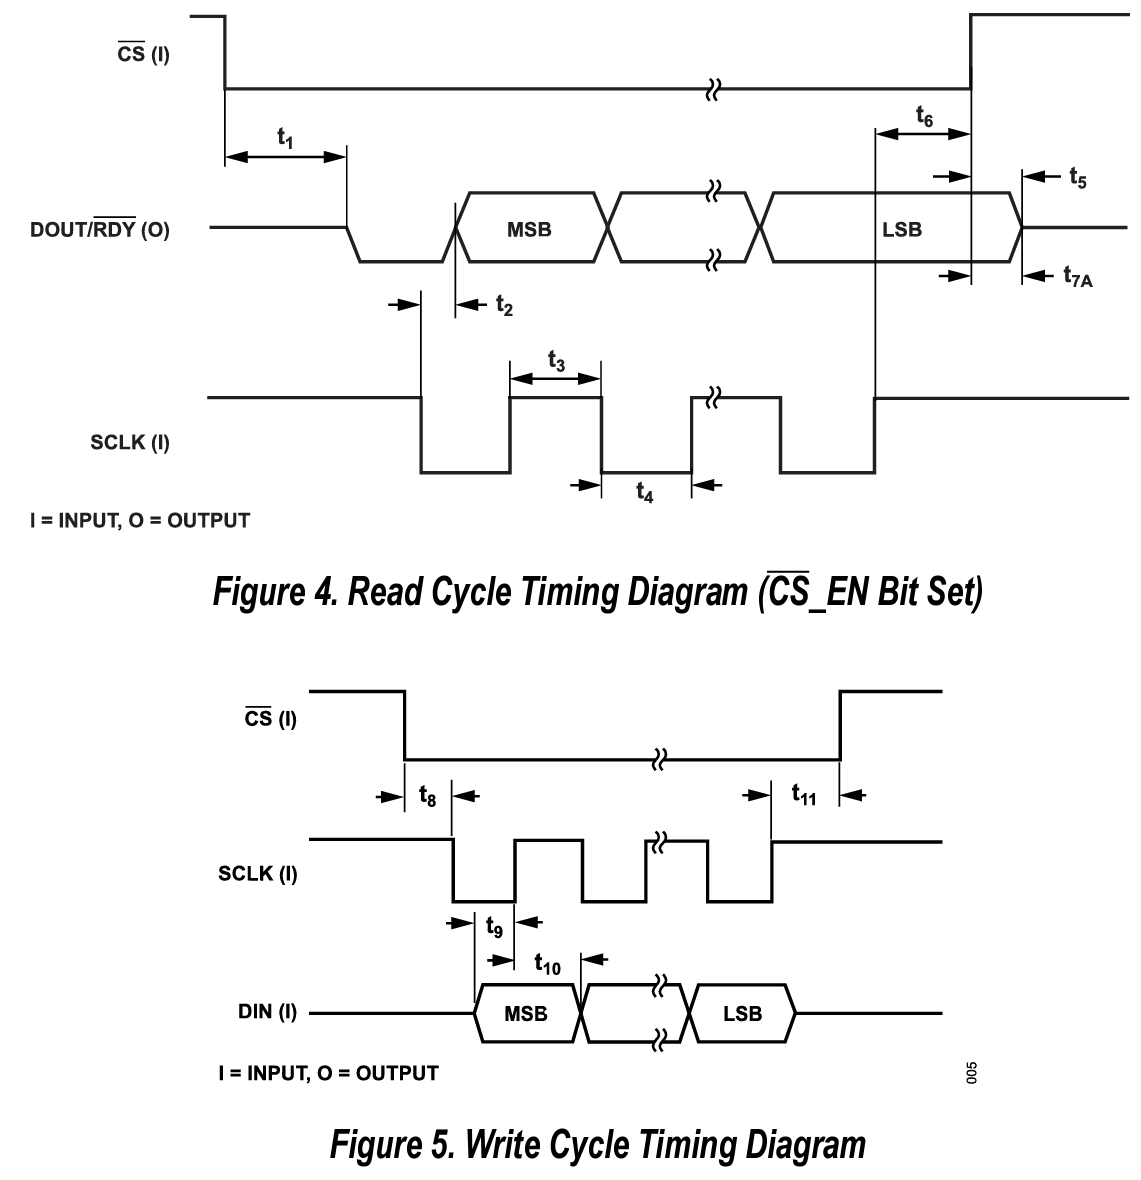 CS (I)
t1
t6
t5
DOUT/RDY (O)
MSB
LSB
t7A
t2
t3
SCLK (I)
t4
I = INPUT, O = OUTPUT
Figure 4. Read Cycle Timing Diagram (CS_EN Bit Set)
CS (I)
t8
t11
SCLK (I)
t9
t10
DIN (I)
MSB
LSB
I = INPUT, O = OUTPUT
005
Figure 5. Write Cycle Timing Diagram